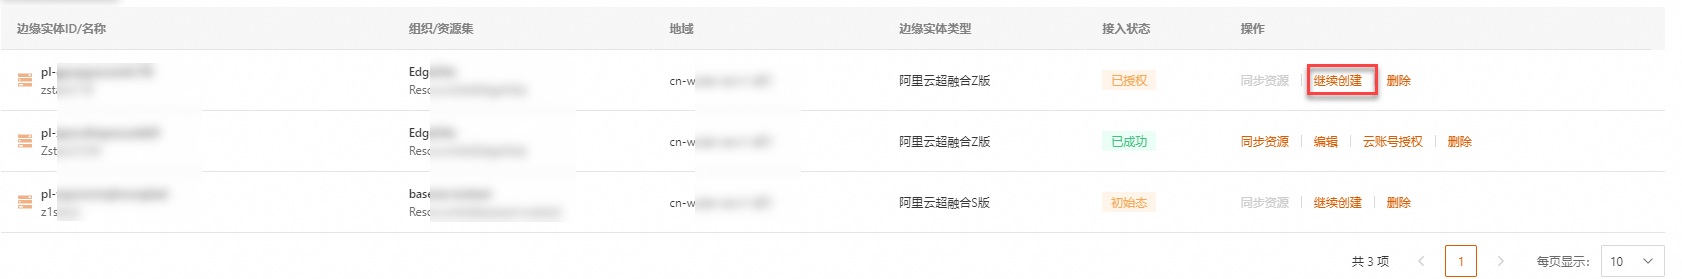 边缘实体ID/名称 组织/资源集 地域 边缘实体类型 接入状态 操作
pl- Edg cn-w 阿里云超融合Z版 已授权 同步资源 继续创建 删除
zst Reso
pl- Edg cn-w 阿里云超融合Z版 已成功 同步资源 编辑 云账号授权 删除
Zst Reso
pl- base cn-w 阿里云超融合S版 初始态 同步资源 继续创建 删除
z1s Reso
共 3 项 1 每页显示: 10